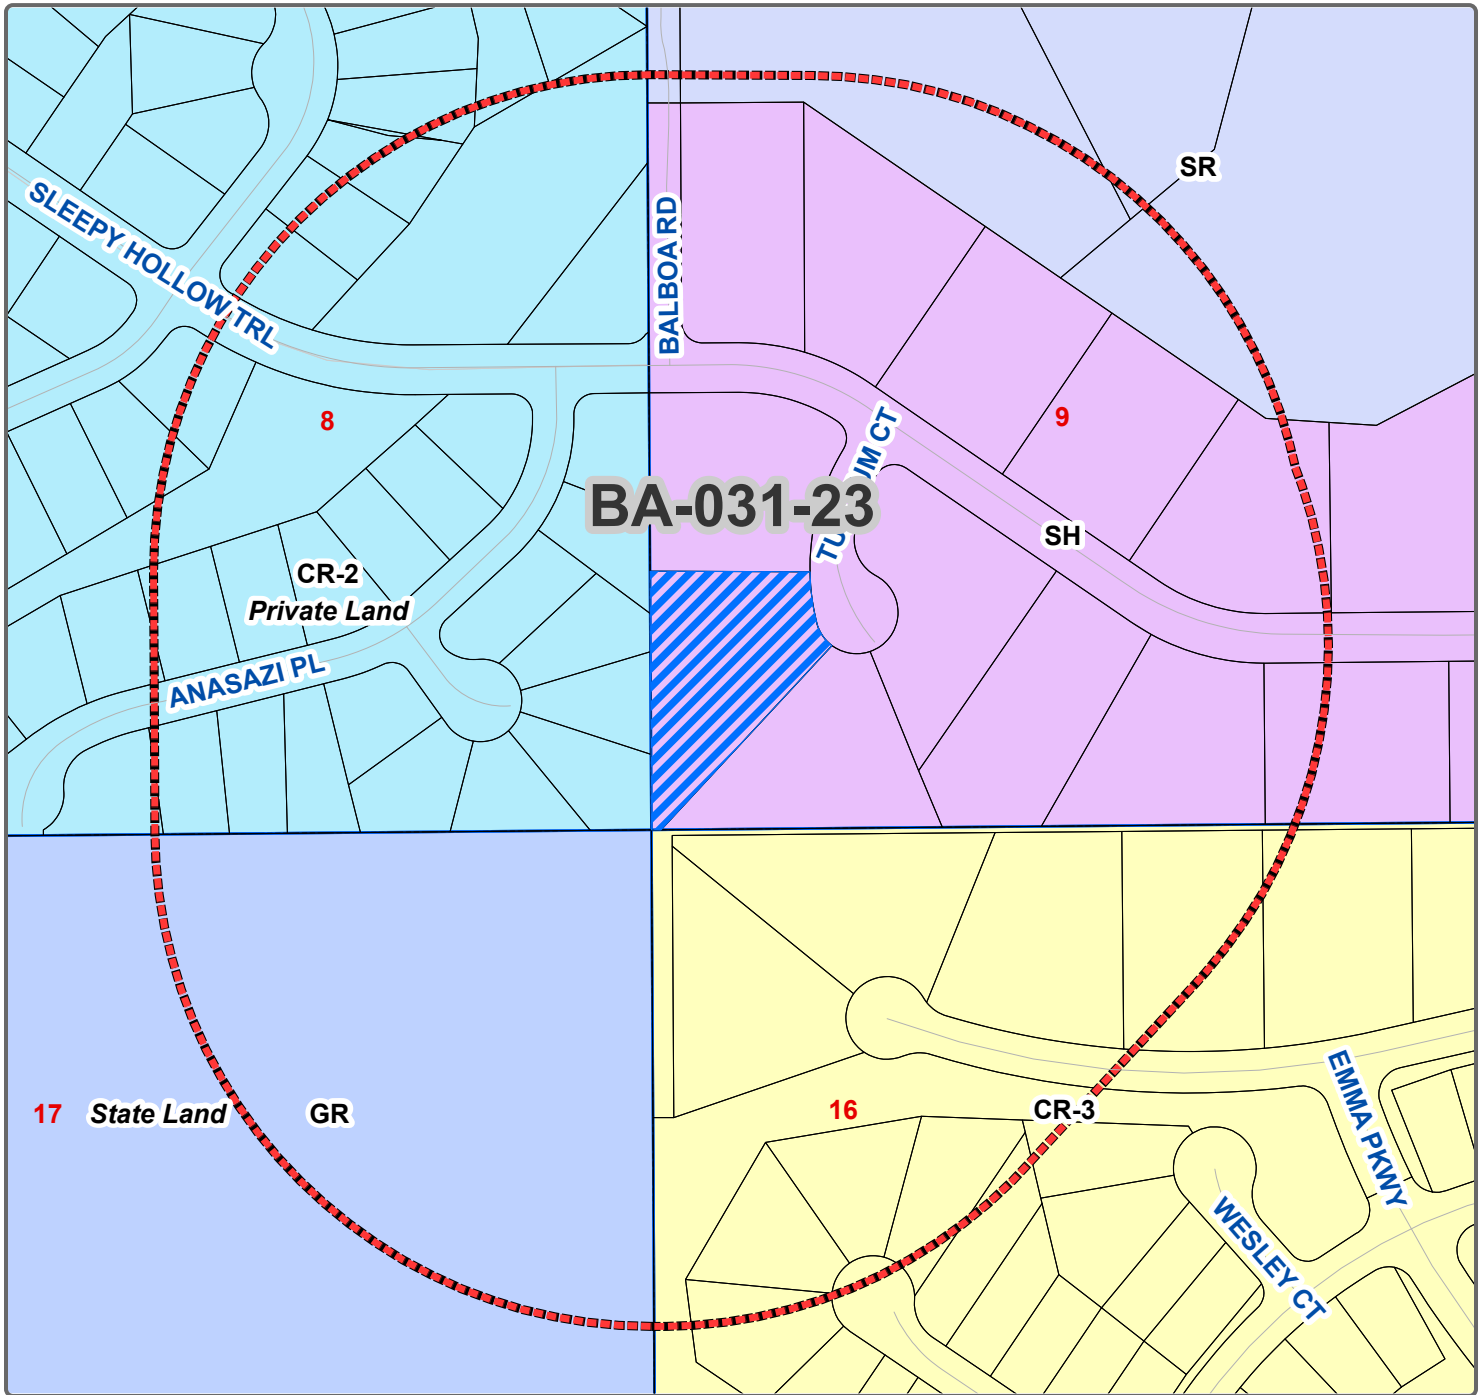 SR
SLEEPY HOLLOW TRL
BALBOA RD
8
9
CT
BA-031-23
SH
CR-2
Private Land
ANASAZI PL
17
State Land
GR
16
CR-3
EMMA PKWY
WESLEY CT